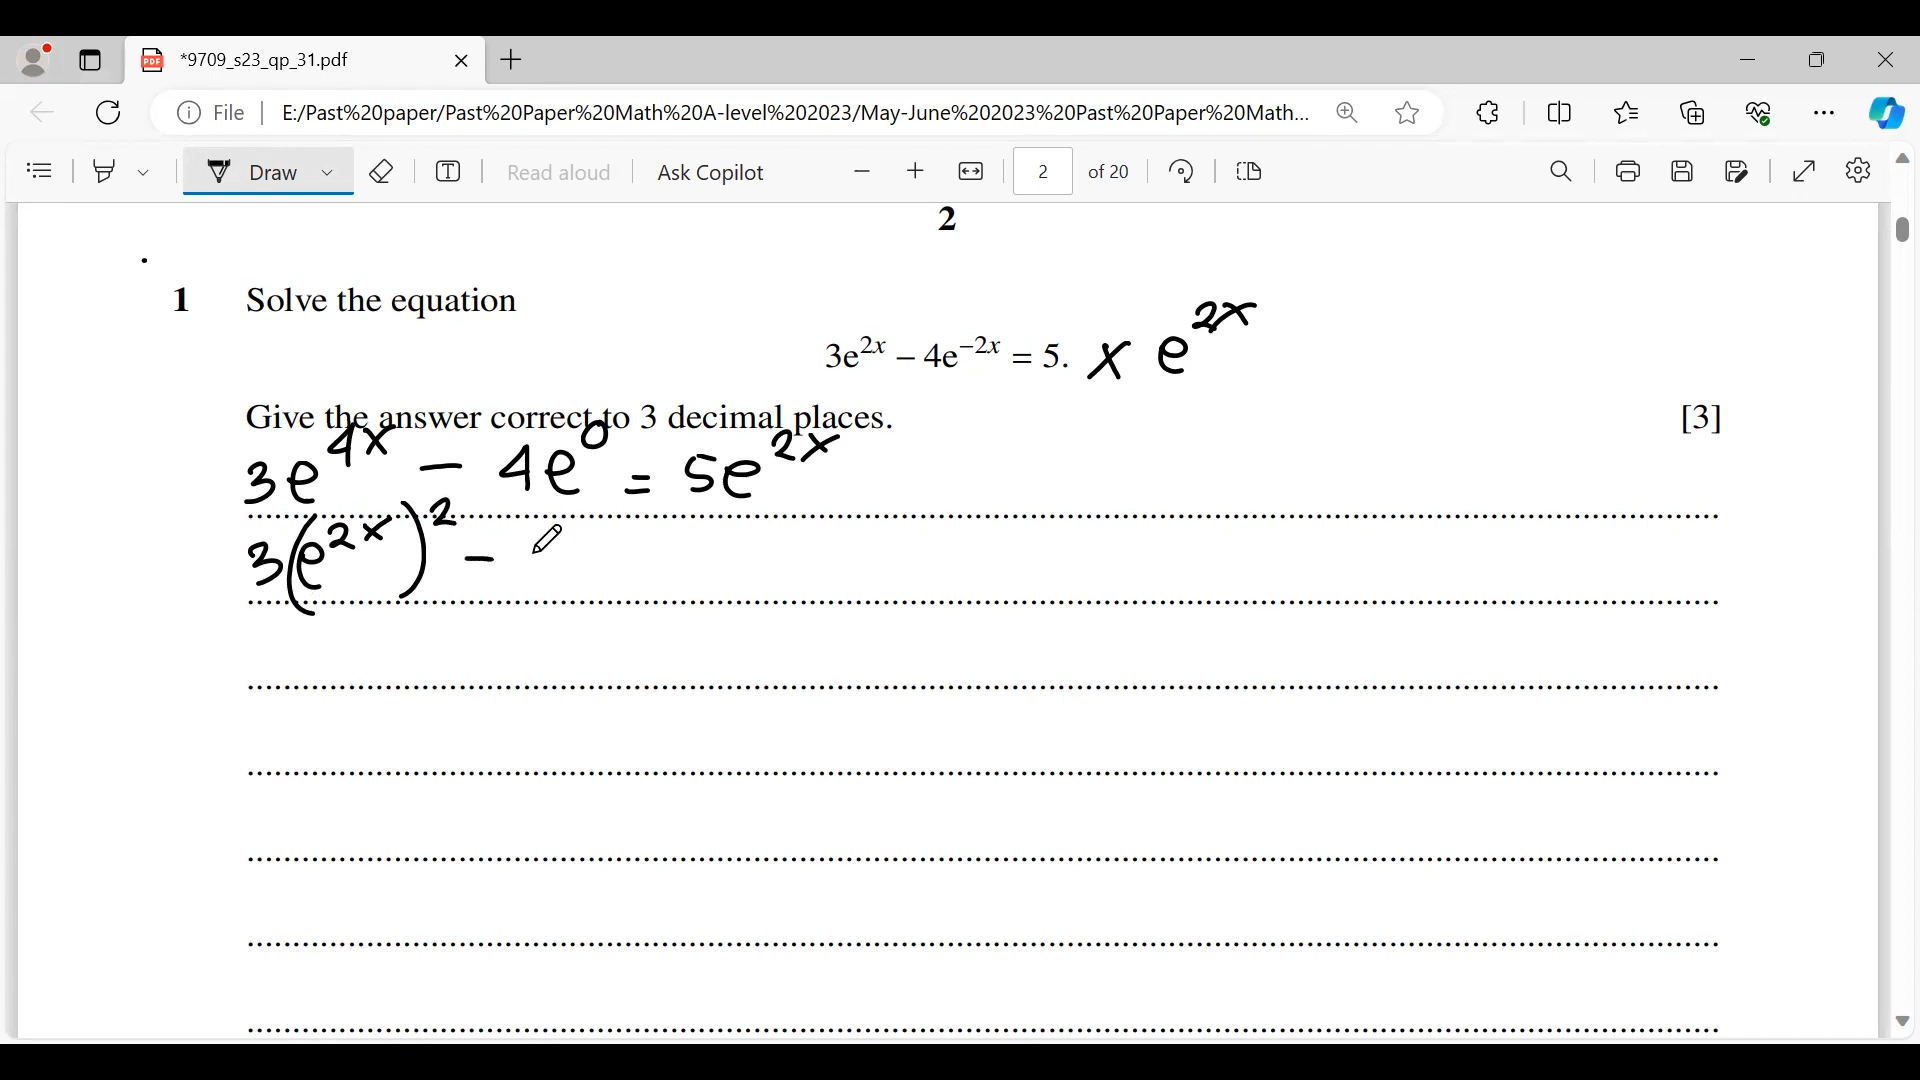 *9709_s23_qp_31.pdf
File E:/Past%20paper/Past%20Paper%20Math%20A-level%202023/May-June%202023%20Past%20Paper%20Math...
Draw Read aloud Ask Copilot 2 of 20
2
1 Solve the equation
3e^{2x} – 4e^{–2x} = 5. × e^{2x}
Give the answer correct to 3 decimal places. [3]
3e^{4x} – 4e^{0} = 5e^{2x}
3(e^{2x})^{2} –